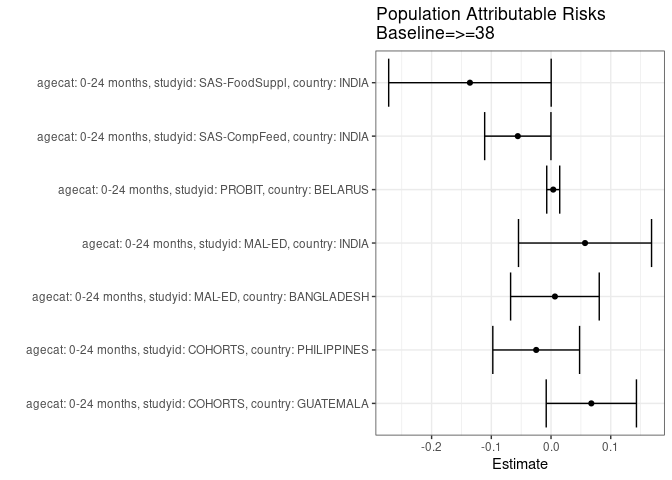 Population Attributable Risks
Baseline=>=38
agecat: 0-24 months, studyid: SAS-FoodSuppl, country: INDIA
agecat: 0-24 months, studyid: SAS-CompFeed, country: INDIA
agecat: 0-24 months, studyid: PROBIT, country: BELARUS
agecat: 0-24 months, studyid: MAL-ED, country: INDIA
agecat: 0-24 months, studyid: MAL-ED, country: BANGLADESH
agecat: 0-24 months, studyid: COHORTS, country: PHILIPPINES
agecat: 0-24 months, studyid: COHORTS, country: GUATEMALA
-0.2 -0.1 0.0 0.1
Estimate